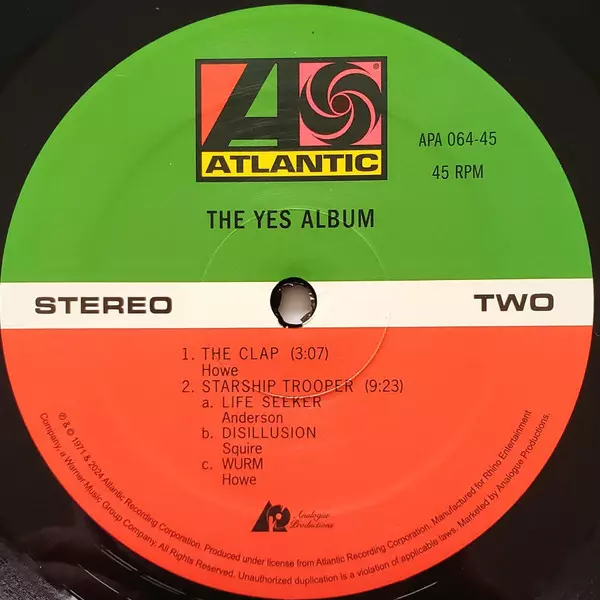 ®
ATLANTIC
APA 064-45
45 RPM
THE YES ALBUM
STEREO
TWO
1. THE CLAP (3:07)
Howe
2. STARSHIP TROOPER (9:23)
a. LIFE SEEKER
Anderson
b. DISILLUSION
Squire
c. WURM
Howe
Analogue
Productions
℗ & © 1971 & 2024 Atlantic Recording Corporation. Produced under license from Atlantic Recording Corporation. Manufactured for Rhino Entertainment
Company, a Warner Music Group Company. All Rights Reserved. Unauthorized duplication is a violation of applicable laws. Marketed by Analogue Productions.